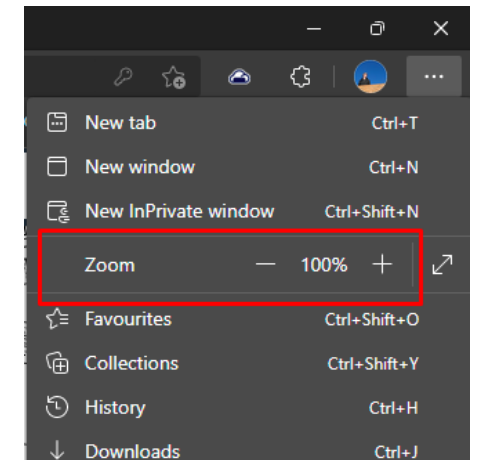 New tab Ctrl+T
New window Ctrl+N
New InPrivate window Ctrl+Shift+N
Zoom — 100% +
Favourites Ctrl+Shift+O
Collections Ctrl+Shift+Y
History Ctrl+H
Downloads Ctrl+J